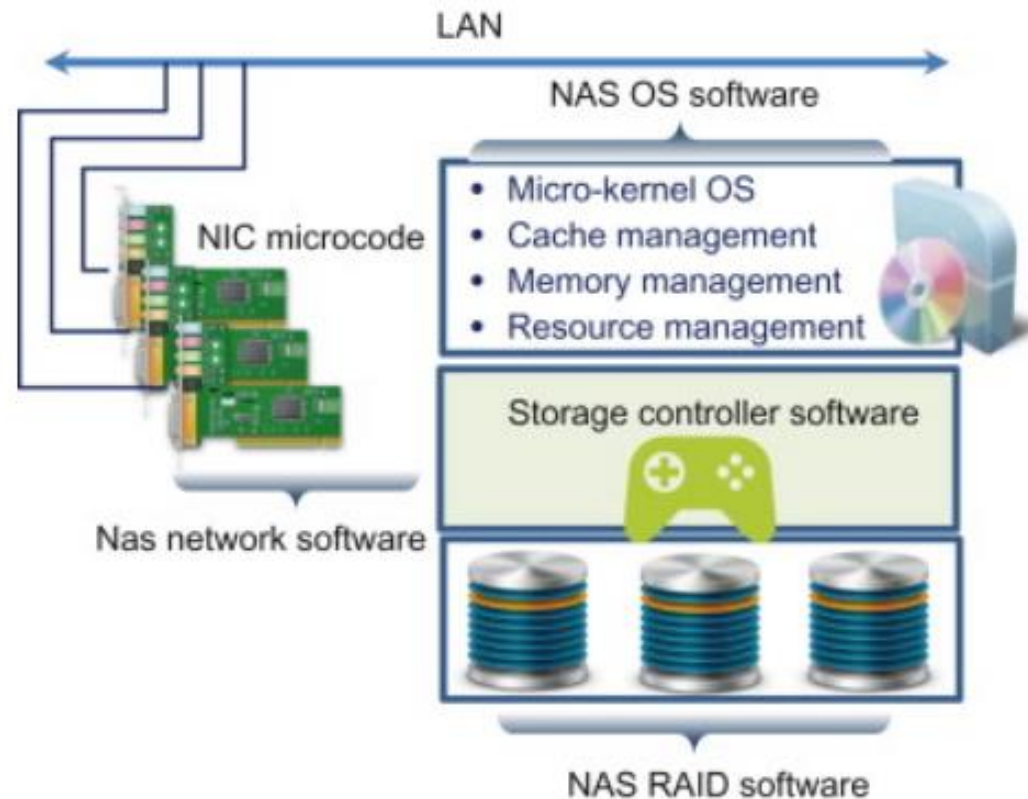 LAN
NAS OS software
• Micro-kernel OS
• Cache management
• Memory management
• Resource management
NIC microcode
Storage controller software
Nas network software
NAS RAID software